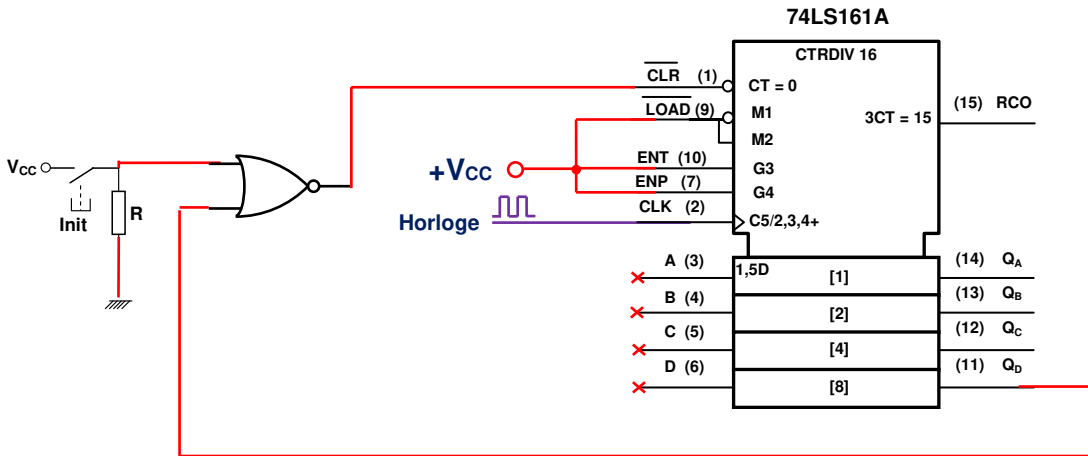 74LS161A
CTRDIV 16
CLR (1) CT = 0
LOAD (9) M1
M2
3CT = 15 (15) RCO
VCC
Init
R
+VCC
ENT (10) G3
ENP (7) G4
Horloge
CLK (2) C5/2,3,4+
A (3) 1,5D [1] (14) QA
B (4) [2] (13) QB
C (5) [4] (12) QC
D (6) [8] (11) QD